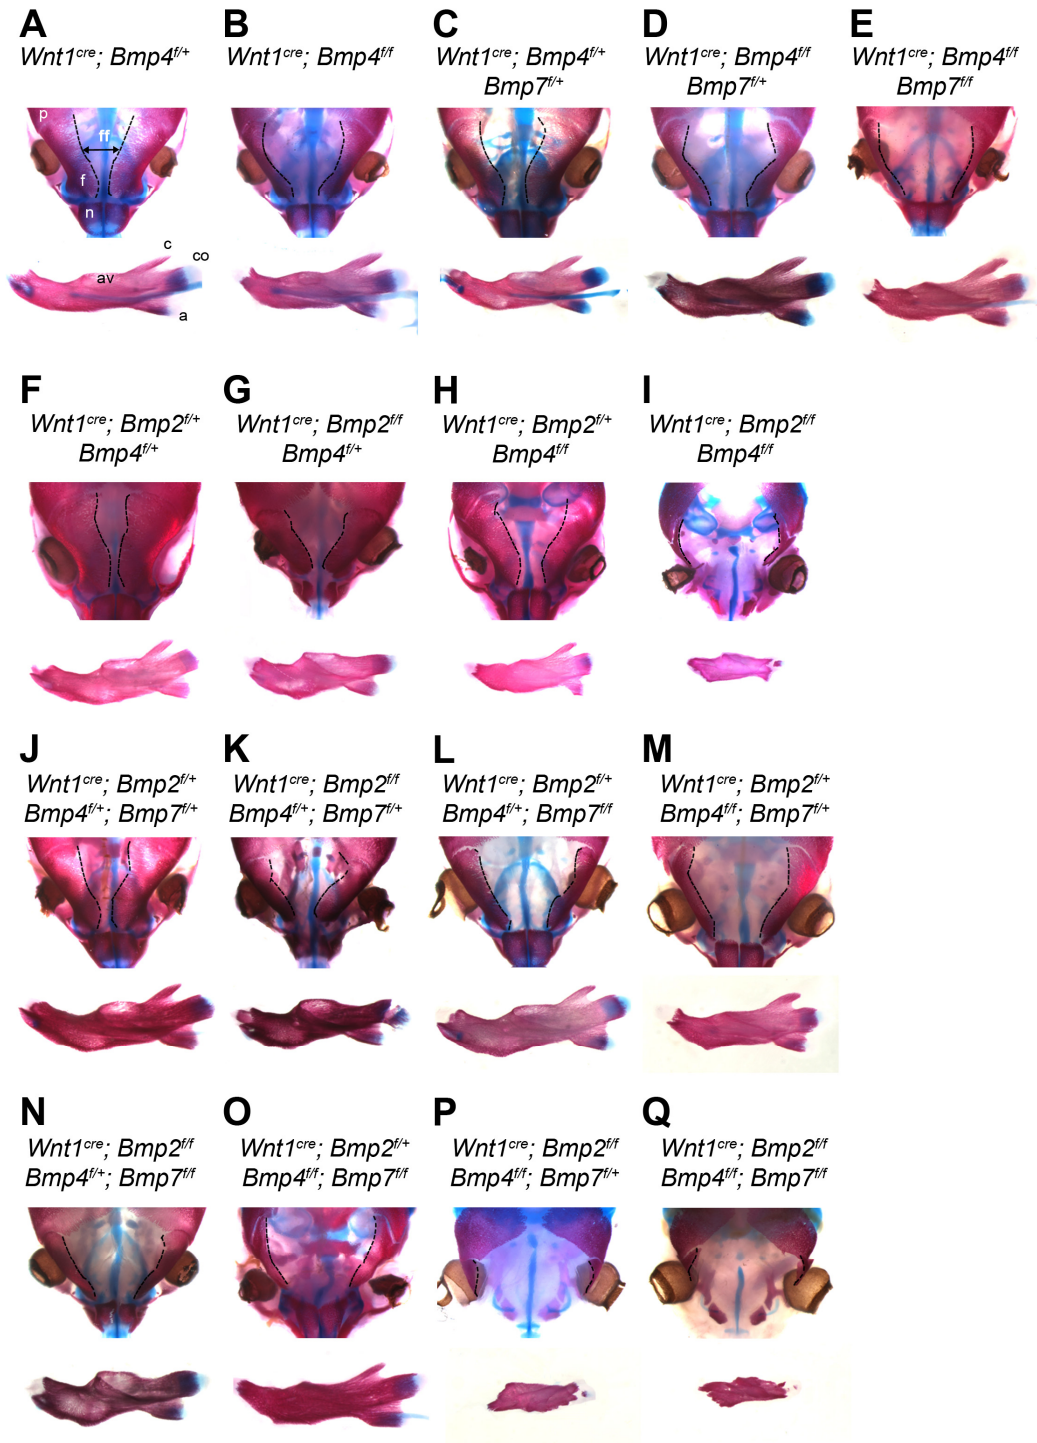 A B C D E
Wnt1cre; Bmp4f/+ Wnt1cre; Bmp4f/f Wnt1cre; Bmp4f/+ Wnt1cre; Bmp4f/f Wnt1cre; Bmp4f/f
Bmp7f/+ Bmp7f/+ Bmp7f/f
p
ff
f
n
c
co
av
a
F G H I
Wnt1cre; Bmp2f/+ Wnt1cre; Bmp2f/f Wnt1cre; Bmp2f/+ Wnt1cre; Bmp2f/f
Bmp4f/+ Bmp4f/+ Bmp4f/f Bmp4f/f
J K L M
Wnt1cre; Bmp2f/+ Wnt1cre; Bmp2f/f Wnt1cre; Bmp2f/+ Wnt1cre; Bmp2f/+
Bmp4f/+; Bmp7f/+ Bmp4f/+; Bmp7f/+ Bmp4f/+; Bmp7f/f Bmp4f/f; Bmp7f/+
N O P Q
Wnt1cre; Bmp2f/f Wnt1cre; Bmp2f/+ Wnt1cre; Bmp2f/f Wnt1cre; Bmp2f/f
Bmp4f/+; Bmp7f/f Bmp4f/f; Bmp7f/f Bmp4f/f; Bmp7f/+ Bmp4f/f; Bmp7f/f